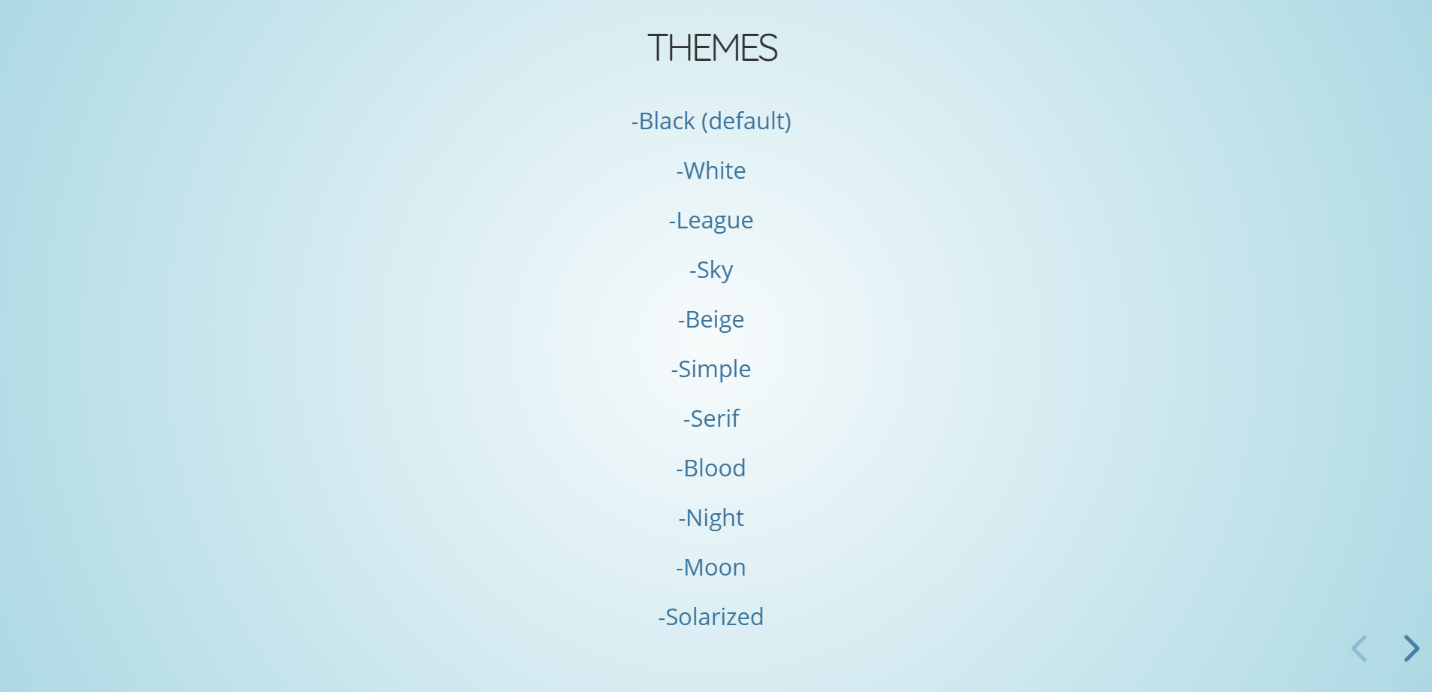 THEMES
-Black (default)
-White
-League
-Sky
-Beige
-Simple
-Serif
-Blood
-Night
-Moon
-Solarized